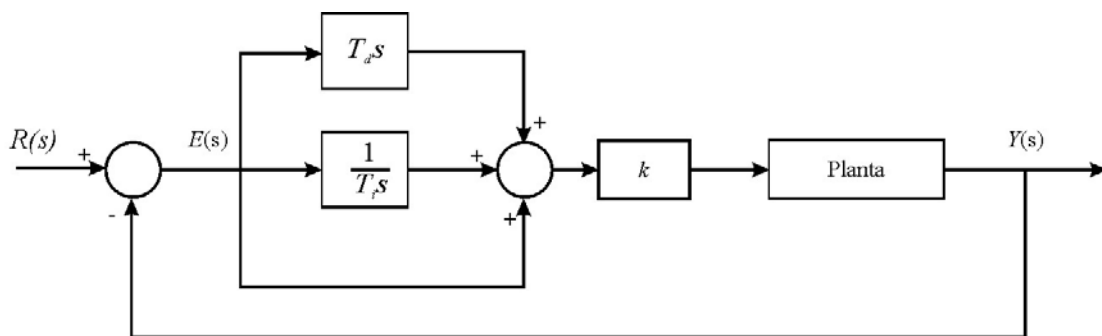 T_d s
R(s)
+
E(s)
1
T_i s
+
+
+
-
k
Planta
Y(s)